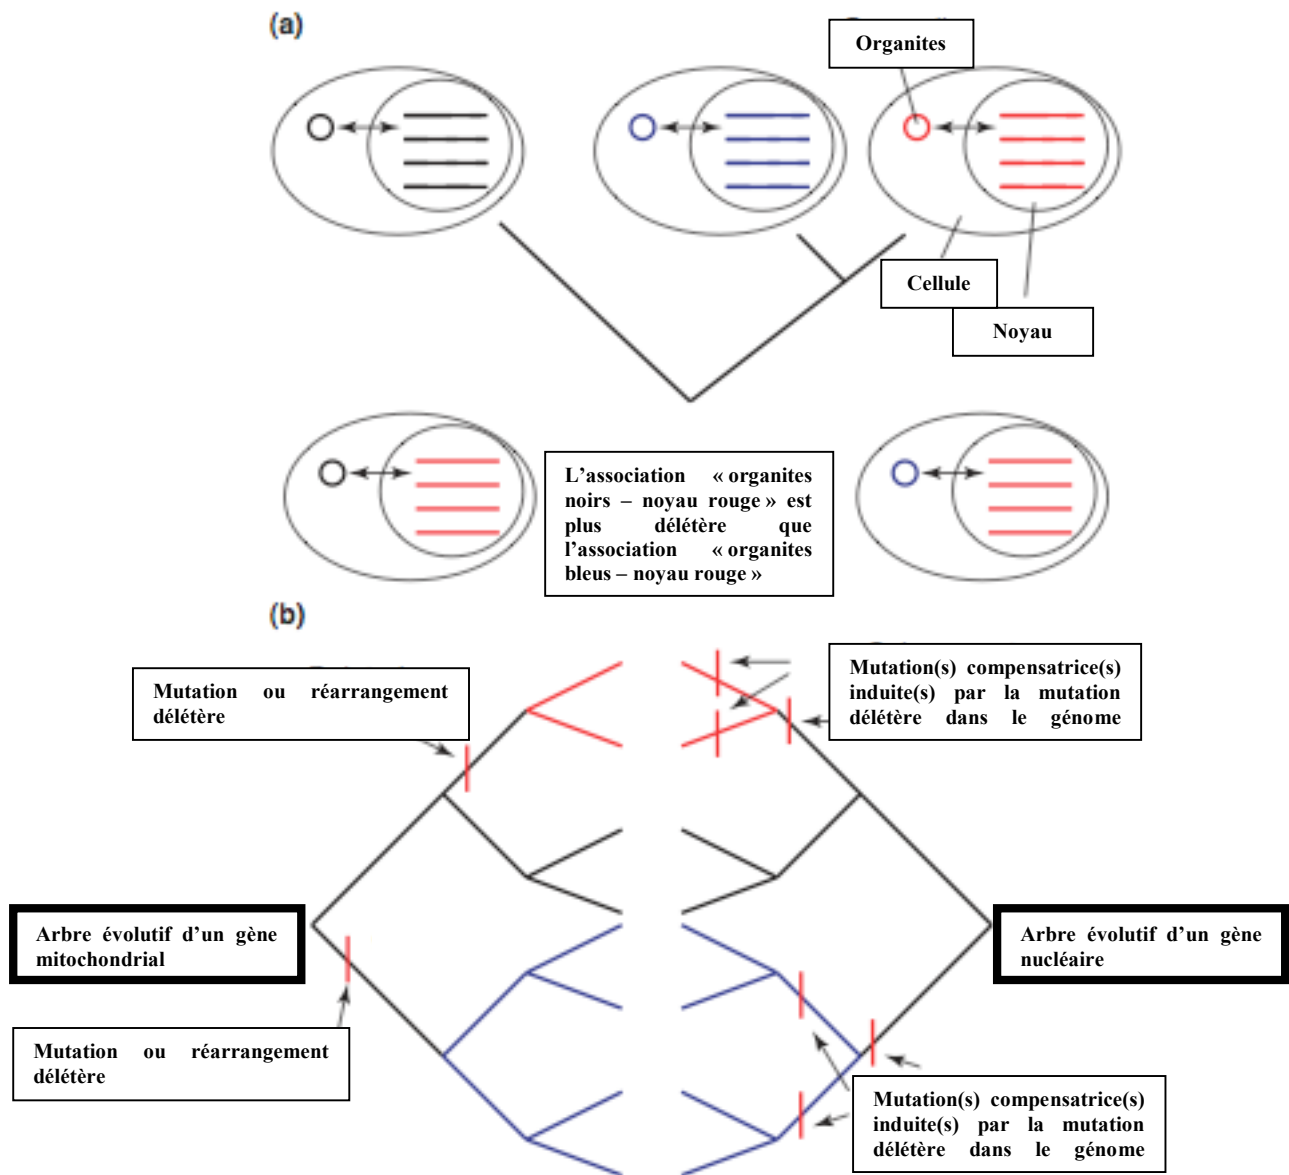 (a)
Organites
Cellule
Noyau
L'association « organites
noirs – noyau rouge » est
plus délétère que
l'association « organites
bleus – noyau rouge »
(b)
Mutation ou réarrangement
délétère
Mutation(s) compensatrice(s)
induite(s) par la mutation
délétère dans le génome
Arbre évolutif d'un gène
mitochondrial
Arbre évolutif d'un gène
nucléaire
Mutation ou réarrangement
délétère
Mutation(s) compensatrice(s)
induite(s) par la mutation
délétère dans le génome